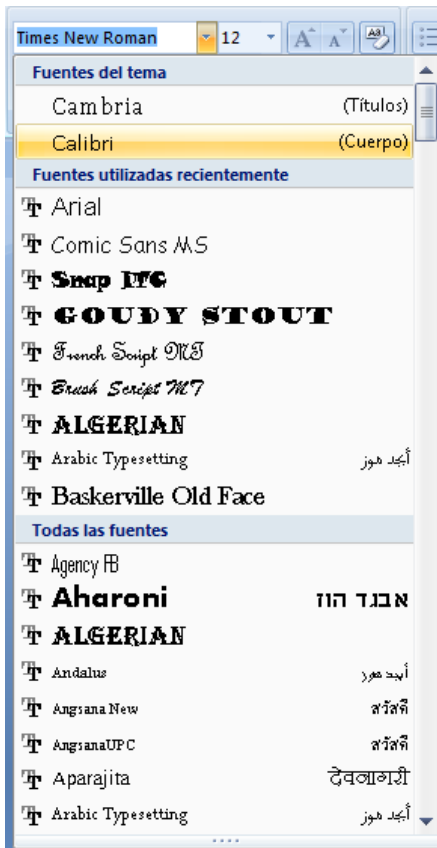 Times New Roman 12
Fuentes del tema
Cambria (Títulos)
Calibri (Cuerpo)
Fuentes utilizadas recientemente
Arial
Comic Sans MS
Snap ITC
GOUDY STOUT
French Script MT
Brush Script MT
ALGERIAN
Arabic Typesetting أبجد هوز
Baskerville Old Face
Todas las fuentes
Agency FB
Aharoni אבגד הוז
ALGERIAN
Andalus أبجد هوز
Angsana New สวัสดี
AngsanaUPC สวัสดี
Aparajita देवनागरी
Arabic Typesetting أبجد هوز